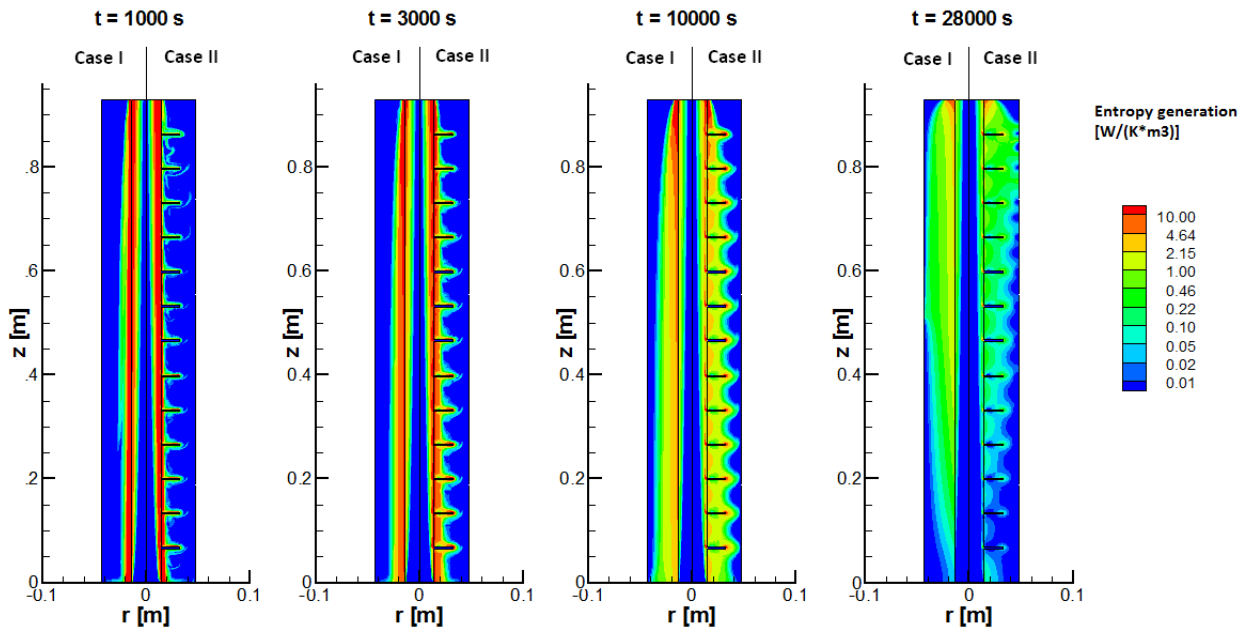 t = 1000 s
t = 3000 s
t = 10000 s
t = 28000 s
Case I
Case II
Case I
Case II
Case I
Case II
Case I
Case II
Entropy generation
[W/(K*m3)]
10.00
4.64
2.15
1.00
0.46
0.22
0.10
0.05
0.02
0.01
z [m]
.8
0.6
0.4
0.2
0
-0.1
0
0.1
r [m]
z [m]
0.8
0.6
0.4
0.2
0
-0.1
0
0.1
r [m]
z [m]
0.8
0.6
0.4
0.2
0
-0.1
0
0.1
r [m]
z [m]
0.8
0.6
0.4
0.2
0
-0.1
0
0.1
r [m]